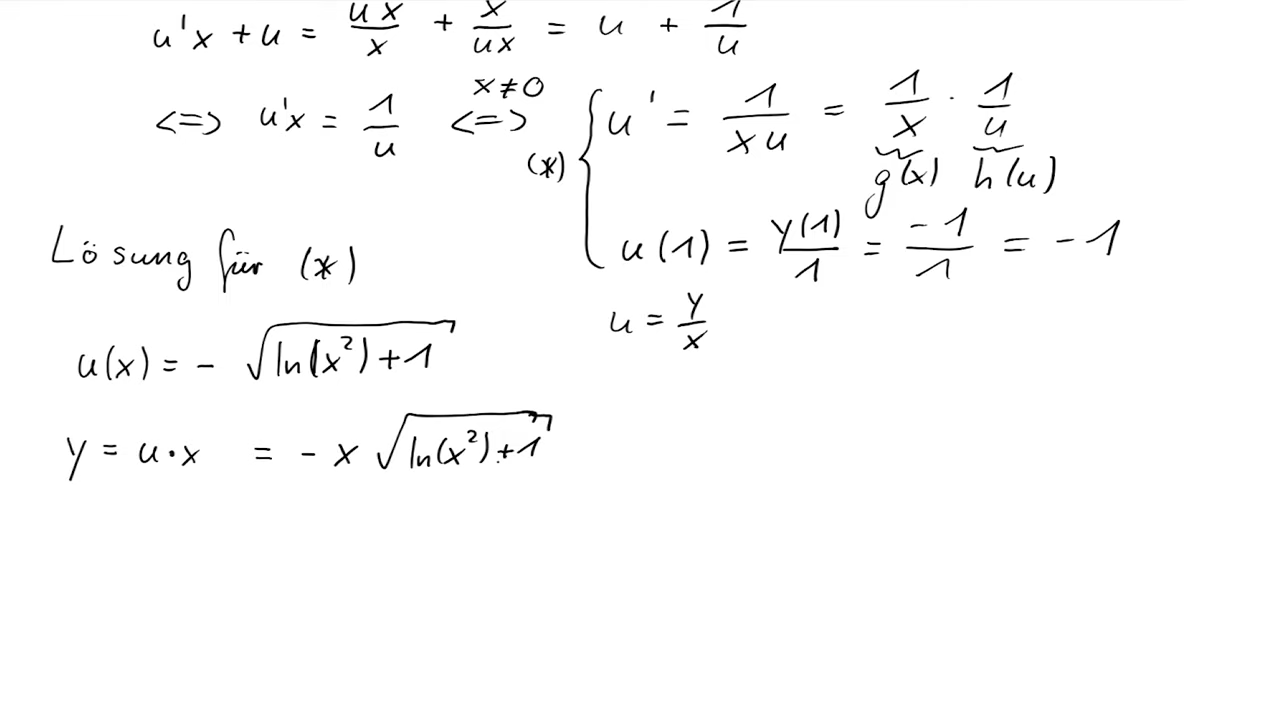 u'x + u = ux/x + x/ux = u + 1/u
<=> u'x = 1/u <=> x≠0 (*) { u' = 1/xu = 1/x · 1/u
g(x) h(u)
u(1) = y(1)/1 = -1/1 = -1
Lösung für (*)
u = y/x
u(x) = - √(ln(x²)+1)
y = u·x = - x √(ln(x²)+1)